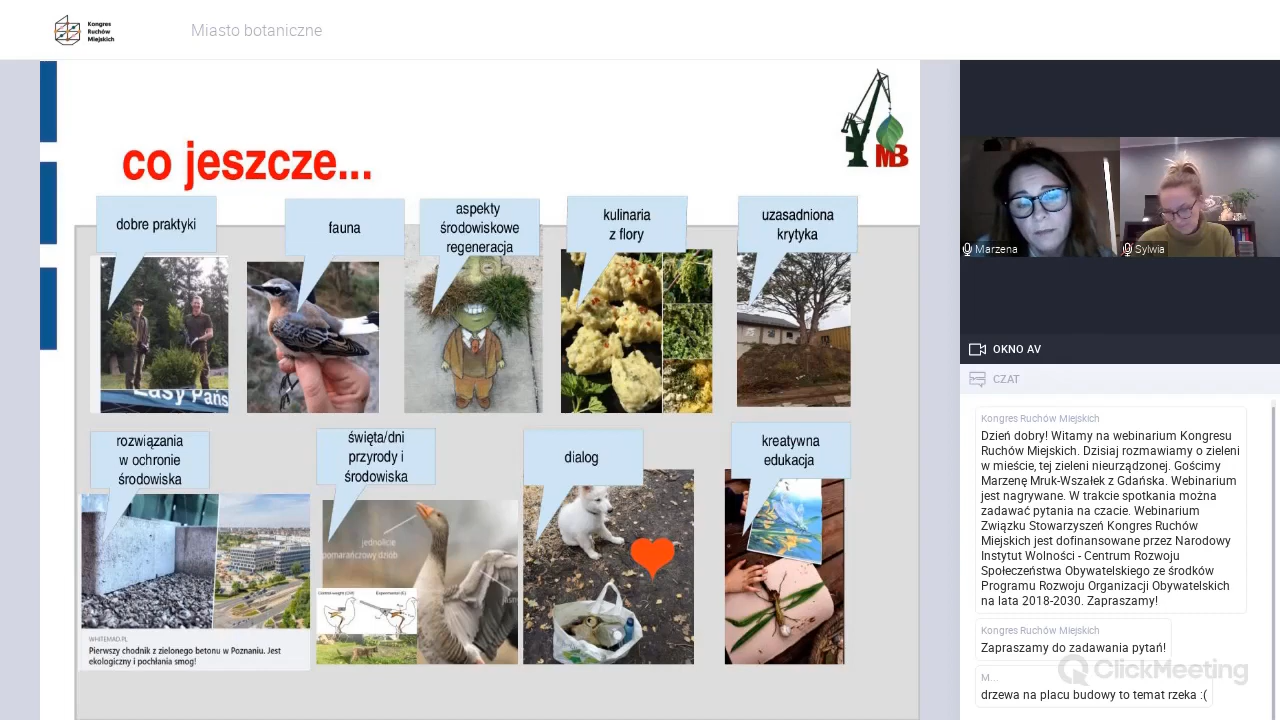 Kongres
Ruchów
Miejskich
Miasto botaniczne
co jeszcze...
MB
dobre praktyki
fauna
aspekty
środowiskowe
regeneracja
kulinaria
z flory
uzasadniona
krytyka
Lasy Pańs
rozwiązania
w ochronie
środowiska
święta/dni
przyrody i
środowiska
dialog
kreatywna
edukacja
jednolicie
pomarańczowy dziób
WHITEMAD.PL
Pierwszy chodnik z zielonego betonu w Poznaniu. Jest
ekologiczny i pochłania smog!
Marzena
Sylwia
OKNO AV
CZAT
Kongres Ruchów Miejskich
Dzień dobry! Witamy na webinarium Kongresu
Ruchów Miejskich. Dzisiaj rozmawiamy o zieleni
w mieście, tej zieleni nieurządzonej. Gościmy
Marzenę Mruk-Wszałek z Gdańska. Webinarium
jest nagrywane. W trakcie spotkania można
zadawać pytania na czacie. Webinarium
Związku Stowarzyszeń Kongres Ruchów
Miejskich jest dofinansowane przez Narodowy
Instytut Wolności - Centrum Rozwoju
Społeczeństwa Obywatelskiego ze środków
Programu Rozwoju Organizacji Obywatelskich
na lata 2018-2030. Zapraszamy!
Kongres Ruchów Miejskich
Zapraszamy do zadawania pytań!
ClickMeeting
M...
drzewa na placu budowy to temat rzeka :(